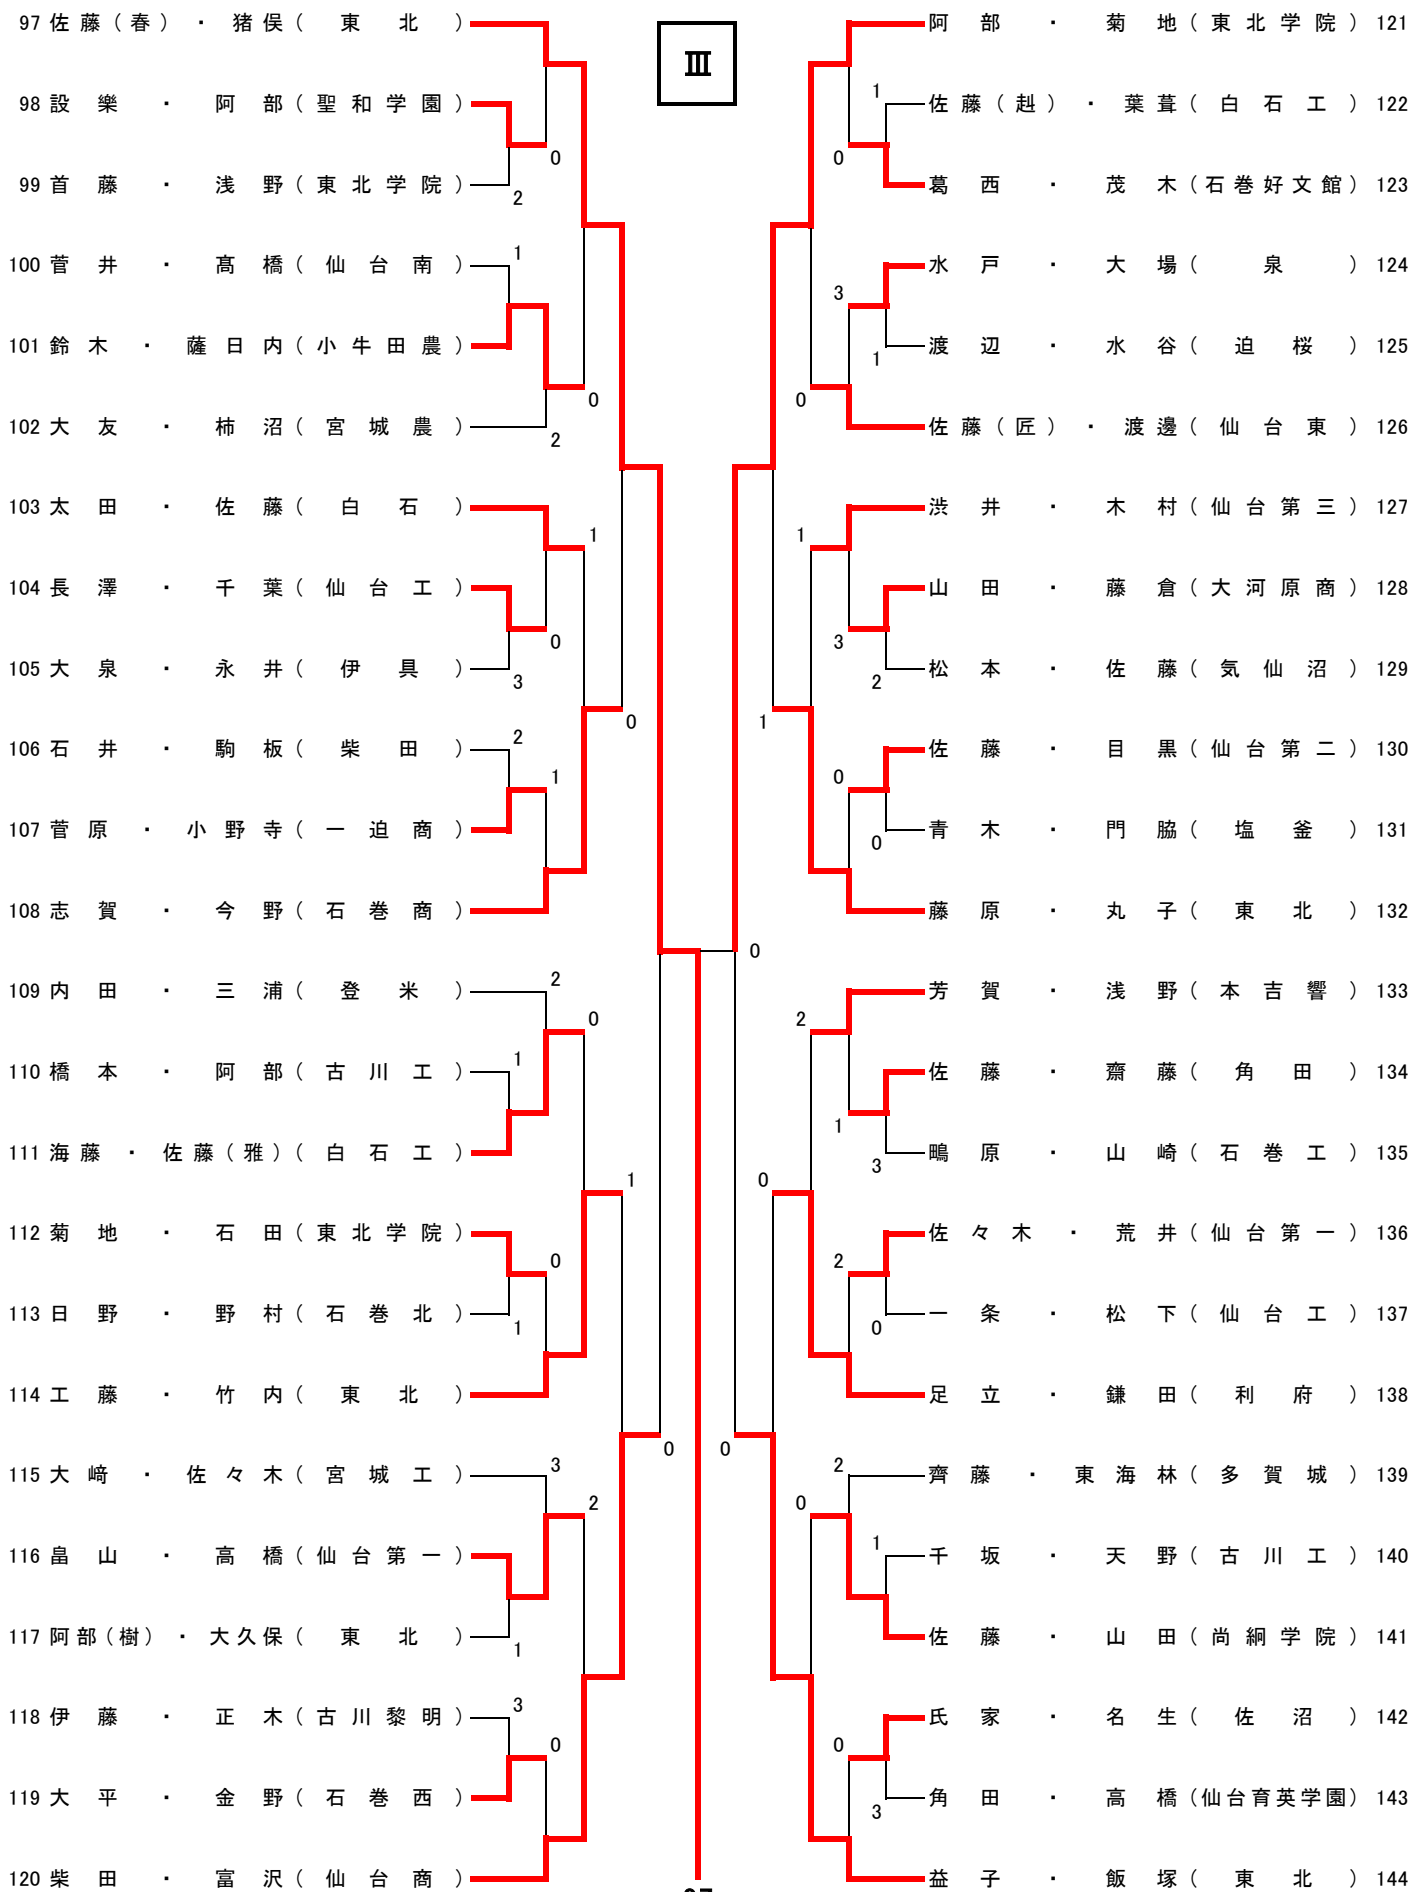 Ⅲ
97 佐藤(春)・猪俣(東北)
0
98 設樂・阿部(聖和学園)
99 首藤・浅野(東北学院)
2
100 菅井・髙橋(仙台南)
1
101 鈴木・薩日内(小牛田農)
0
102 大友・柿沼(宮城農)
2
103 太田・佐藤(白石)
1
104 長澤・千葉(仙台工)
0
105 大泉・永井(伊具)
3
0
106 石井・駒板(柴田)
2
1
107 菅原・小野寺(一迫商)
108 志賀・今野(石巻商)
109 内田・三浦(登米)
2
0
110 橋本・阿部(古川工)
1
111 海藤・佐藤(雅)(白石工)
1
112 菊地・石田(東北学院)
0
113 日野・野村(石巻北)
1
114 工藤・竹内(東北)
0
115 大﨑・佐々木(宮城工)
3
2
116 畠山・高橋(仙台第一)
117 阿部(樹)・大久保(東北)
1
118 伊藤・正木(古川黎明)
3
0
119 大平・金野(石巻西)
120 柴田・富沢(仙台商)
阿部・菊地(東北学院) 121
1
佐藤(赳)・葉葺(白石工) 122
0
葛西・茂木(石巻好文館) 123
水戸・大場(泉) 124
3
渡辺・水谷(迫桜) 125
1
0
佐藤(匠)・渡邊(仙台東) 126
渋井・木村(仙台第三) 127
1
山田・藤倉(大河原商) 128
3
松本・佐藤(気仙沼) 129
2
1
佐藤・目黒(仙台第二) 130
0
青木・門脇(塩釜) 131
0
藤原・丸子(東北) 132
0
芳賀・浅野(本吉響) 133
2
佐藤・齋藤(角田) 134
1
鴫原・山崎(石巻工) 135
3
0
佐々木・荒井(仙台第一) 136
2
一条・松下(仙台工) 137
0
足立・鎌田(利府) 138
0
齊藤・東海林(多賀城) 139
2
0
千坂・天野(古川工) 140
1
佐藤・山田(尚絅学院) 141
氏家・名生(佐沼) 142
0
角田・高橋(仙台育英学園) 143
3
益子・飯塚(東北) 144